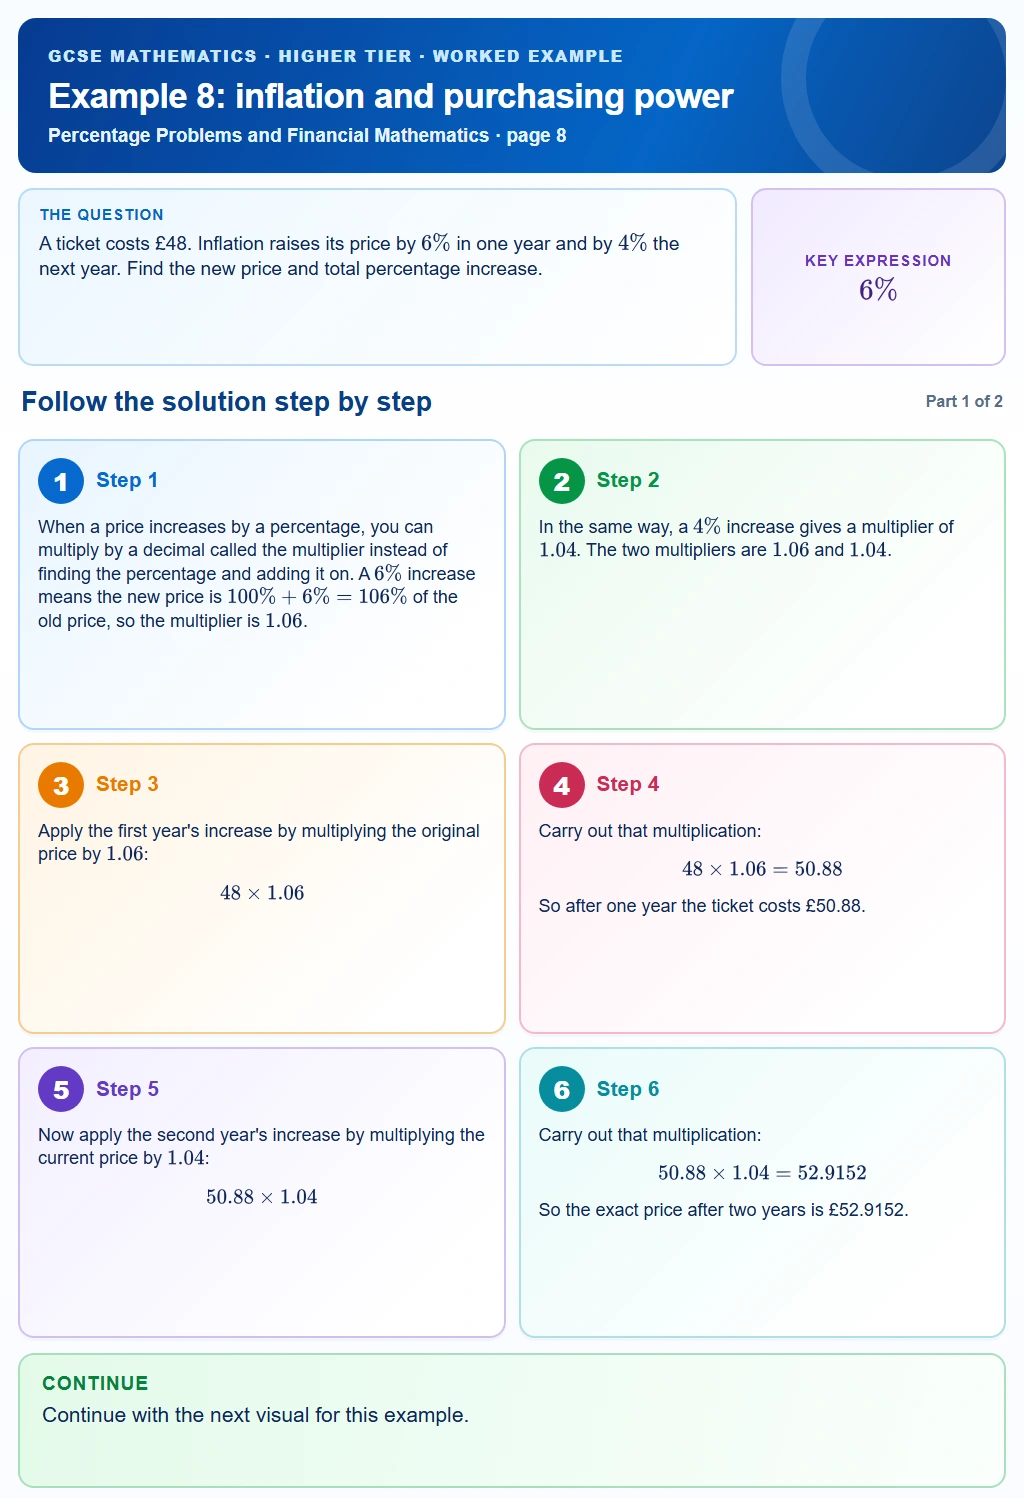 GCSE MATHEMATICS · HIGHER TIER · WORKED EXAMPLE
Example 8: inflation and purchasing power
Percentage Problems and Financial Mathematics · page 8
THE QUESTION
A ticket costs £48. Inflation raises its price by 6% in one year and by 4% the
next year. Find the new price and total percentage increase.
KEY EXPRESSION
6%
Follow the solution step by step
Part 1 of 2
1 Step 1
When a price increases by a percentage, you can
multiply by a decimal called the multiplier instead of
finding the percentage and adding it on. A 6% increase
means the new price is 100% + 6% = 106% of the
old price, so the multiplier is 1.06.
2 Step 2
In the same way, a 4% increase gives a multiplier of
1.04. The two multipliers are 1.06 and 1.04.
3 Step 3
Apply the first year's increase by multiplying the original
price by 1.06:
48 × 1.06
4 Step 4
Carry out that multiplication:
48 × 1.06 = 50.88
So after one year the ticket costs £50.88.
5 Step 5
Now apply the second year's increase by multiplying the
current price by 1.04:
50.88 × 1.04
6 Step 6
Carry out that multiplication:
50.88 × 1.04 = 52.9152
So the exact price after two years is £52.9152.
CONTINUE
Continue with the next visual for this example.